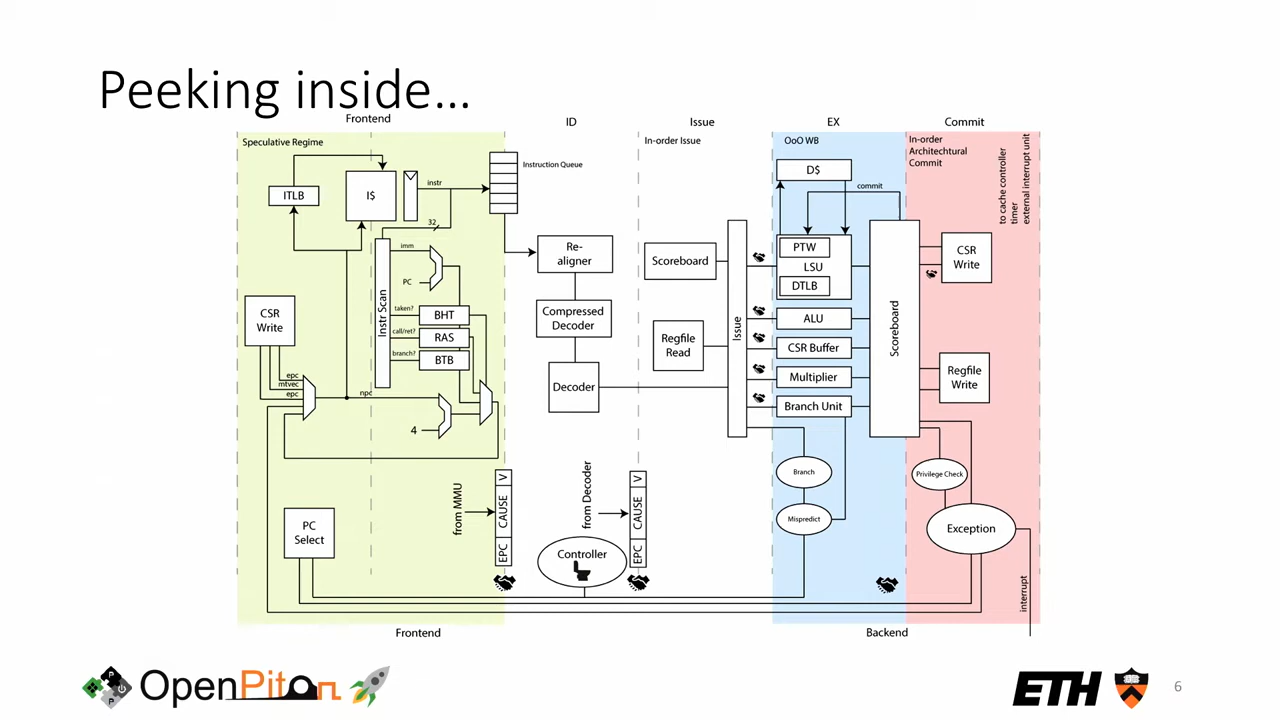 Peeking inside...
Frontend
ID
Issue
EX
Commit
Speculative Regime
In-order Issue
OoO WB
In-order
Architechtural
Commit
to cache controller
timer
external interrupt unit
Instruction Queue
ITLB
I$
instr
32
imm
PC
Instr Scan
taken?
BHT
call/ret?
RAS
branch?
BTB
CSR
Write
epc
mtvec
epc
npc
4
Re-
aligner
Compressed
Decoder
Decoder
Scoreboard
Regfile
Read
Issue
D$
commit
PTW
LSU
DTLB
ALU
CSR Buffer
Multiplier
Branch Unit
Scoreboard
CSR
Write
Regfile
Write
Branch
Mispredict
Privilege Check
Exception
interrupt
PC
Select
from MMU
EPC CAUSE V
from Decoder
EPC CAUSE V
Controller
Frontend
Backend
OpenPiton
ETH
6